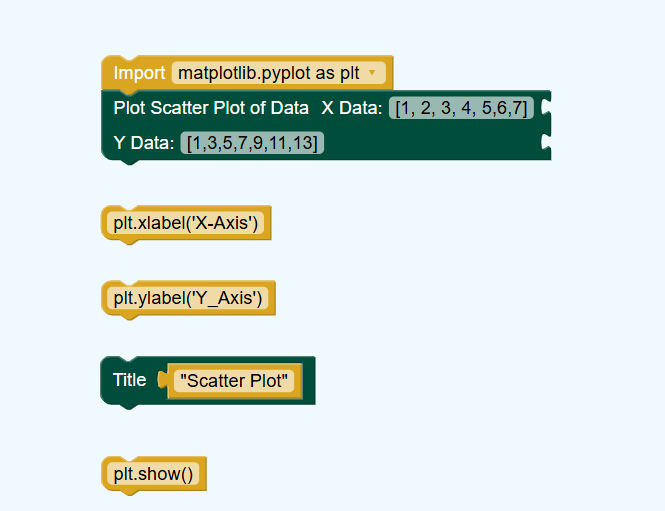 Import matplotlib.pyplot as plt
Plot Scatter Plot of Data X Data: [1, 2, 3, 4, 5,6,7]
Y Data: [1,3,5,7,9,11,13]
plt.xlabel('X-Axis')
plt.ylabel('Y_Axis')
Title "Scatter Plot"
plt.show()